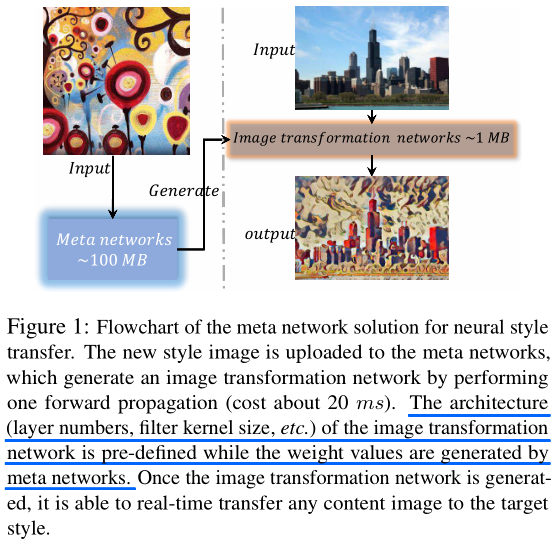 Input
Input
Image transformation networks ~1 MB
Generate
Meta networks
~100 MB
output
Figure 1: Flowchart of the meta network solution for neural style
transfer. The new style image is uploaded to the meta networks,
which generate an image transformation network by performing
one forward propagation (cost about 20 ms). The architecture
(layer numbers, filter kernel size, etc.) of the image transformation
network is pre-defined while the weight values are generated by
meta networks. Once the image transformation network is generat-
ed, it is able to real-time transfer any content image to the target
style.